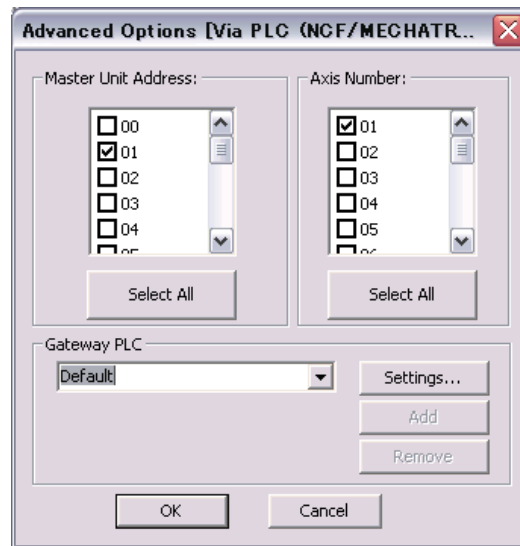 Advanced Options [Via PLC (NCF/MECHATR...
Master Unit Address:
00
01
02
03
04
Select All
Axis Number:
01
02
03
04
05
Select All
Gateway PLC
Default
Settings...
Add
Remove
OK
Cancel